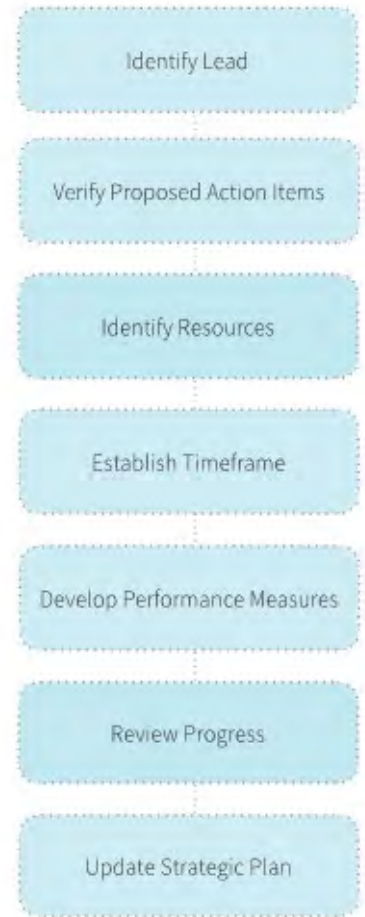 Identify Lead
Verify Proposed Action Items
Identify Resources
Establish Timeframe
Develop Performance Measures
Review Progress
Update Strategic Plan